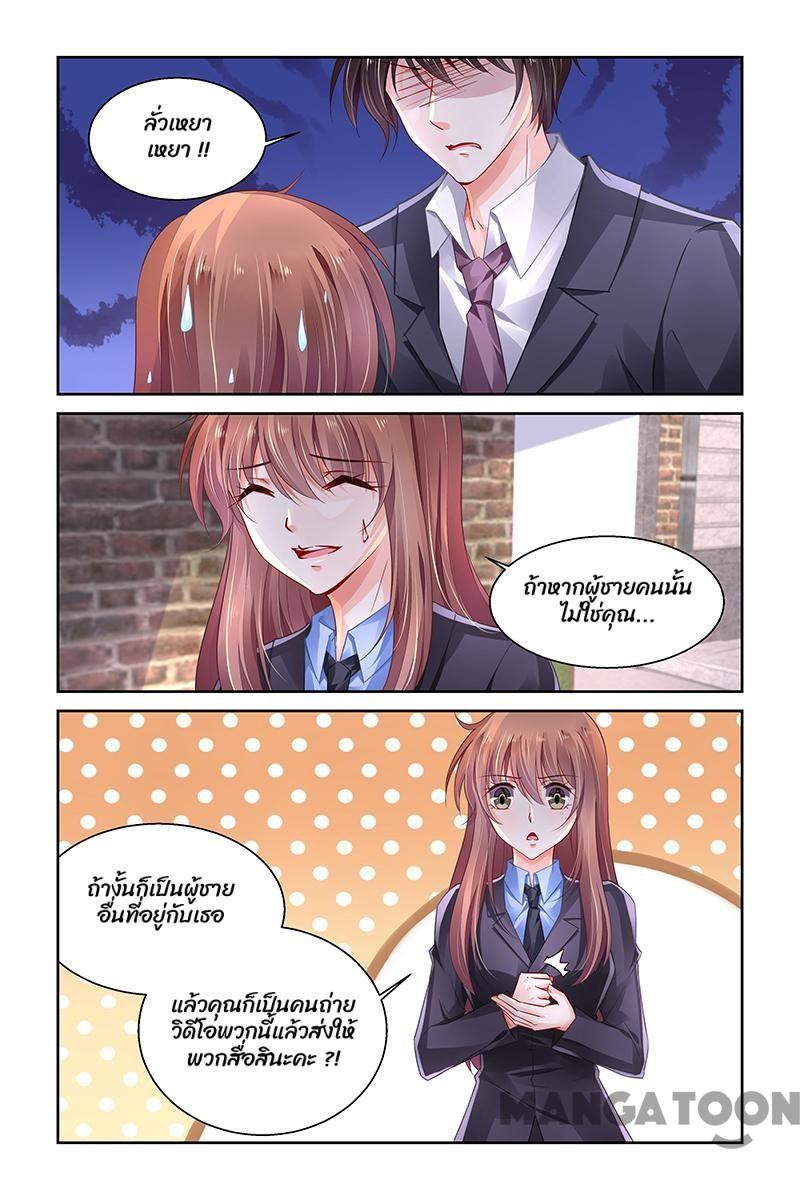 ลั่วเหยา
เหยา !!
ถ้าหากผู้ชายคนนั้น
ไม่ใช่คุณ...
ถ้างั้นก็เป็นผู้ชาย
อื่นที่อยู่กับเธอ
แล้วคุณก็เป็นคนถ่าย
วิดีโอพวกนี้แล้วส่งให้
พวกสื่อสินะคะ ?!
MANGATOON